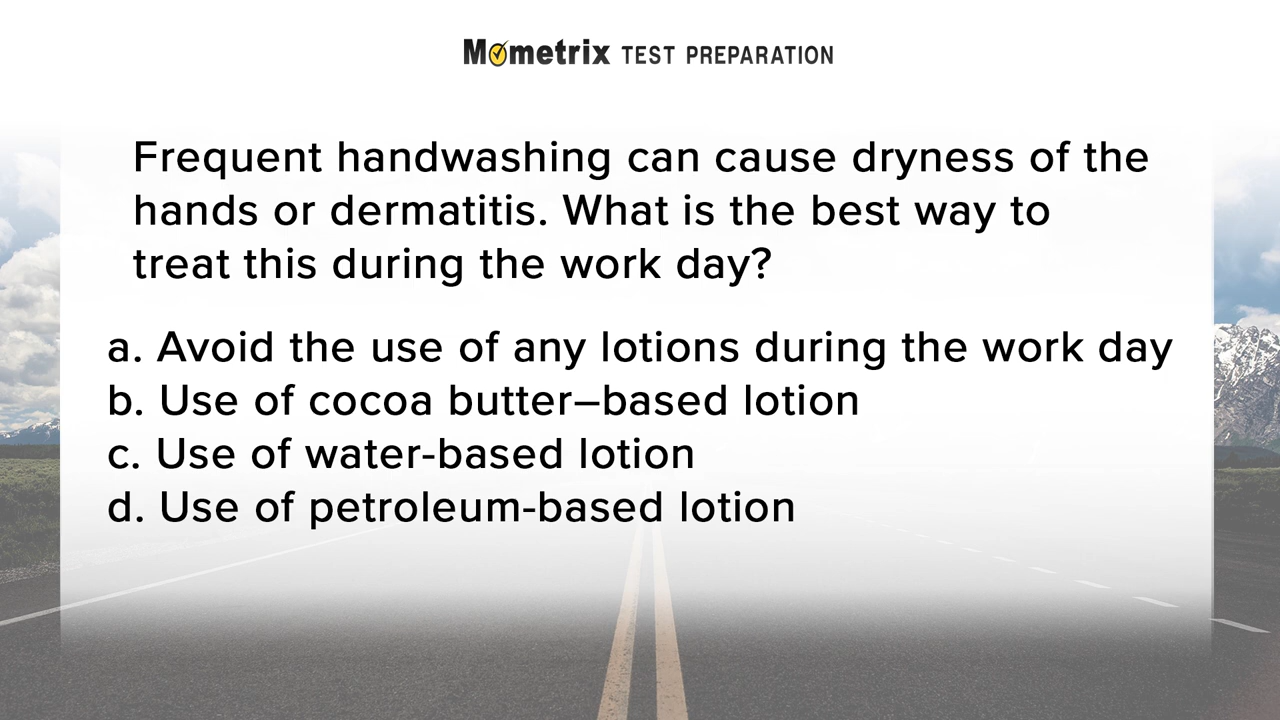 Mometrix TEST PREPARATION
Frequent handwashing can cause dryness of the
hands or dermatitis. What is the best way to
treat this during the work day?
a. Avoid the use of any lotions during the work day
b. Use of cocoa butter–based lotion
c. Use of water-based lotion
d. Use of petroleum-based lotion